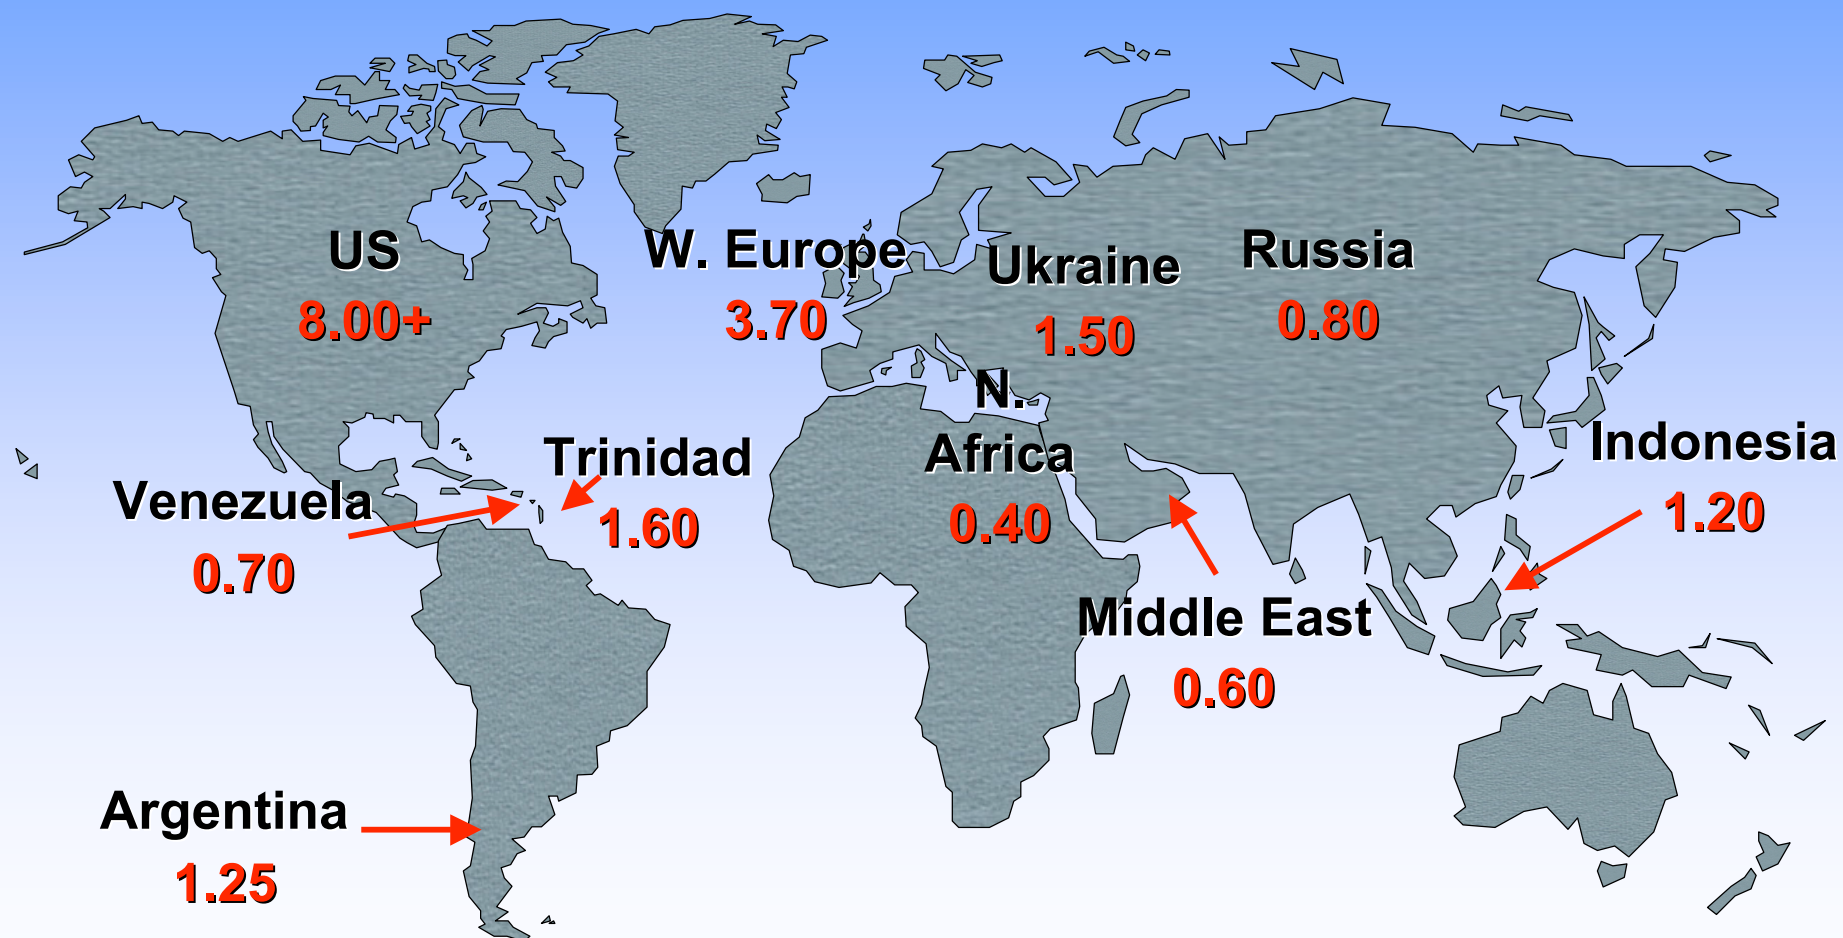 US
8.00+
W. Europe
3.70
Ukraine
1.50
Russia
0.80
N.
Africa
0.40
Trinidad
1.60
Venezuela
0.70
Indonesia
1.20
Middle East
0.60
Argentina
1.25